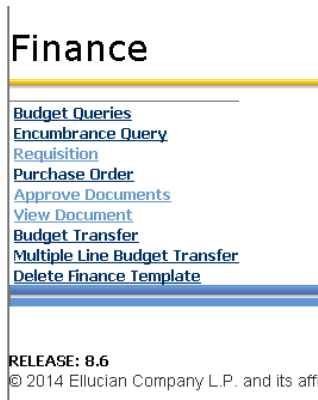 Finance
Budget Queries
Encumbrance Query
Requisition
Purchase Order
Approve Documents
View Document
Budget Transfer
Multiple Line Budget Transfer
Delete Finance Template
RELEASE: 8.6
© 2014 Ellucian Company L.P. and its